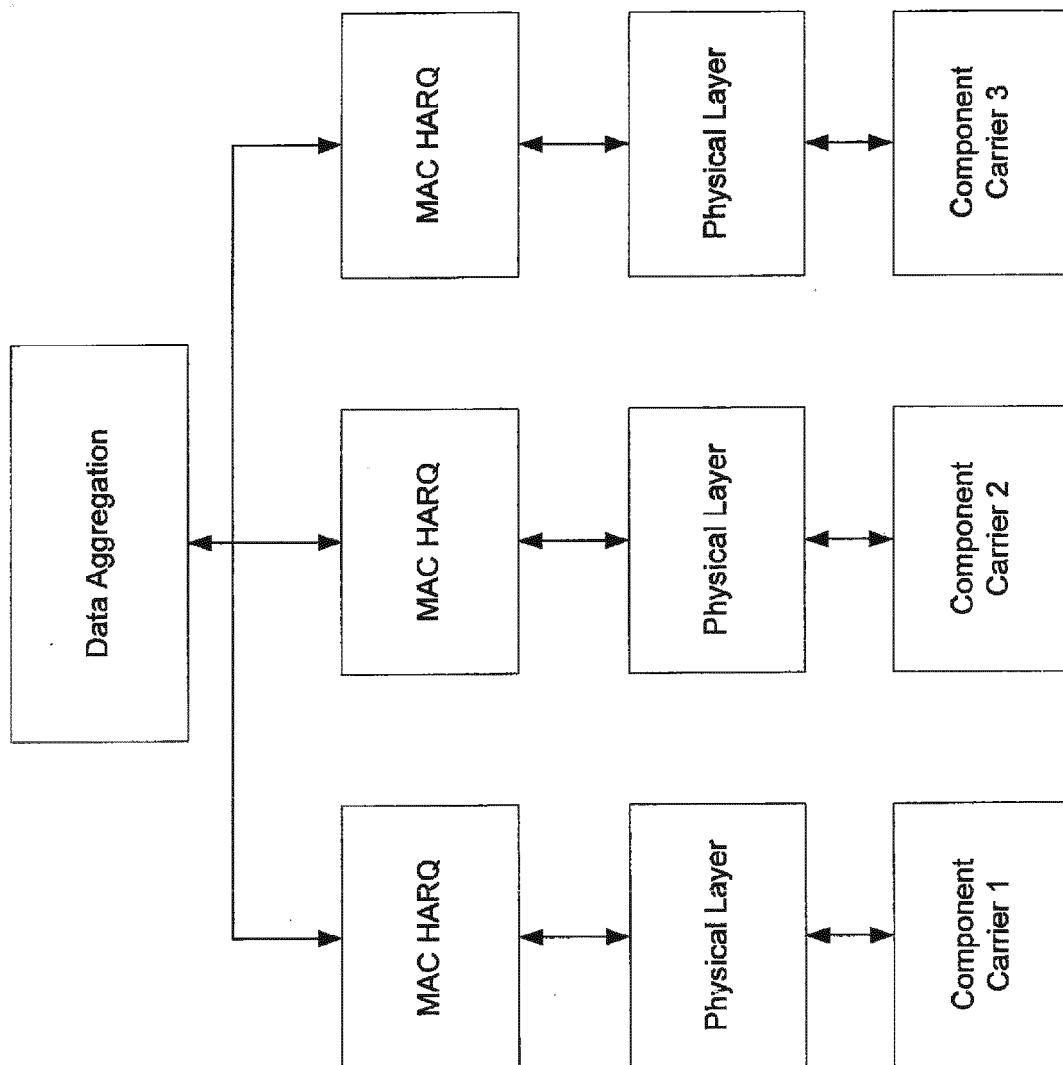 Data Aggregation
MAC HARQ
Physical Layer
Component
Carrier 1
MAC HARQ
Physical Layer
Component
Carrier 2
MAC HARQ
Physical Layer
Component
Carrier 3